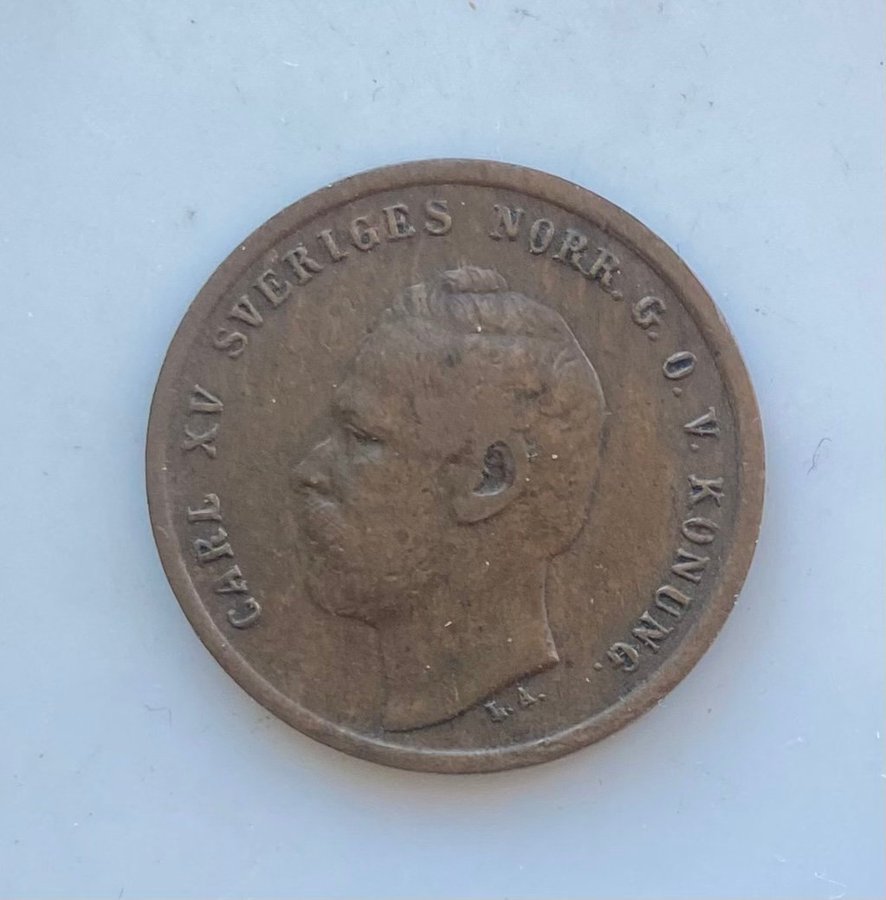 CARL XV SVERIGES NORR. G. O. V. KONUNG.
L. A.